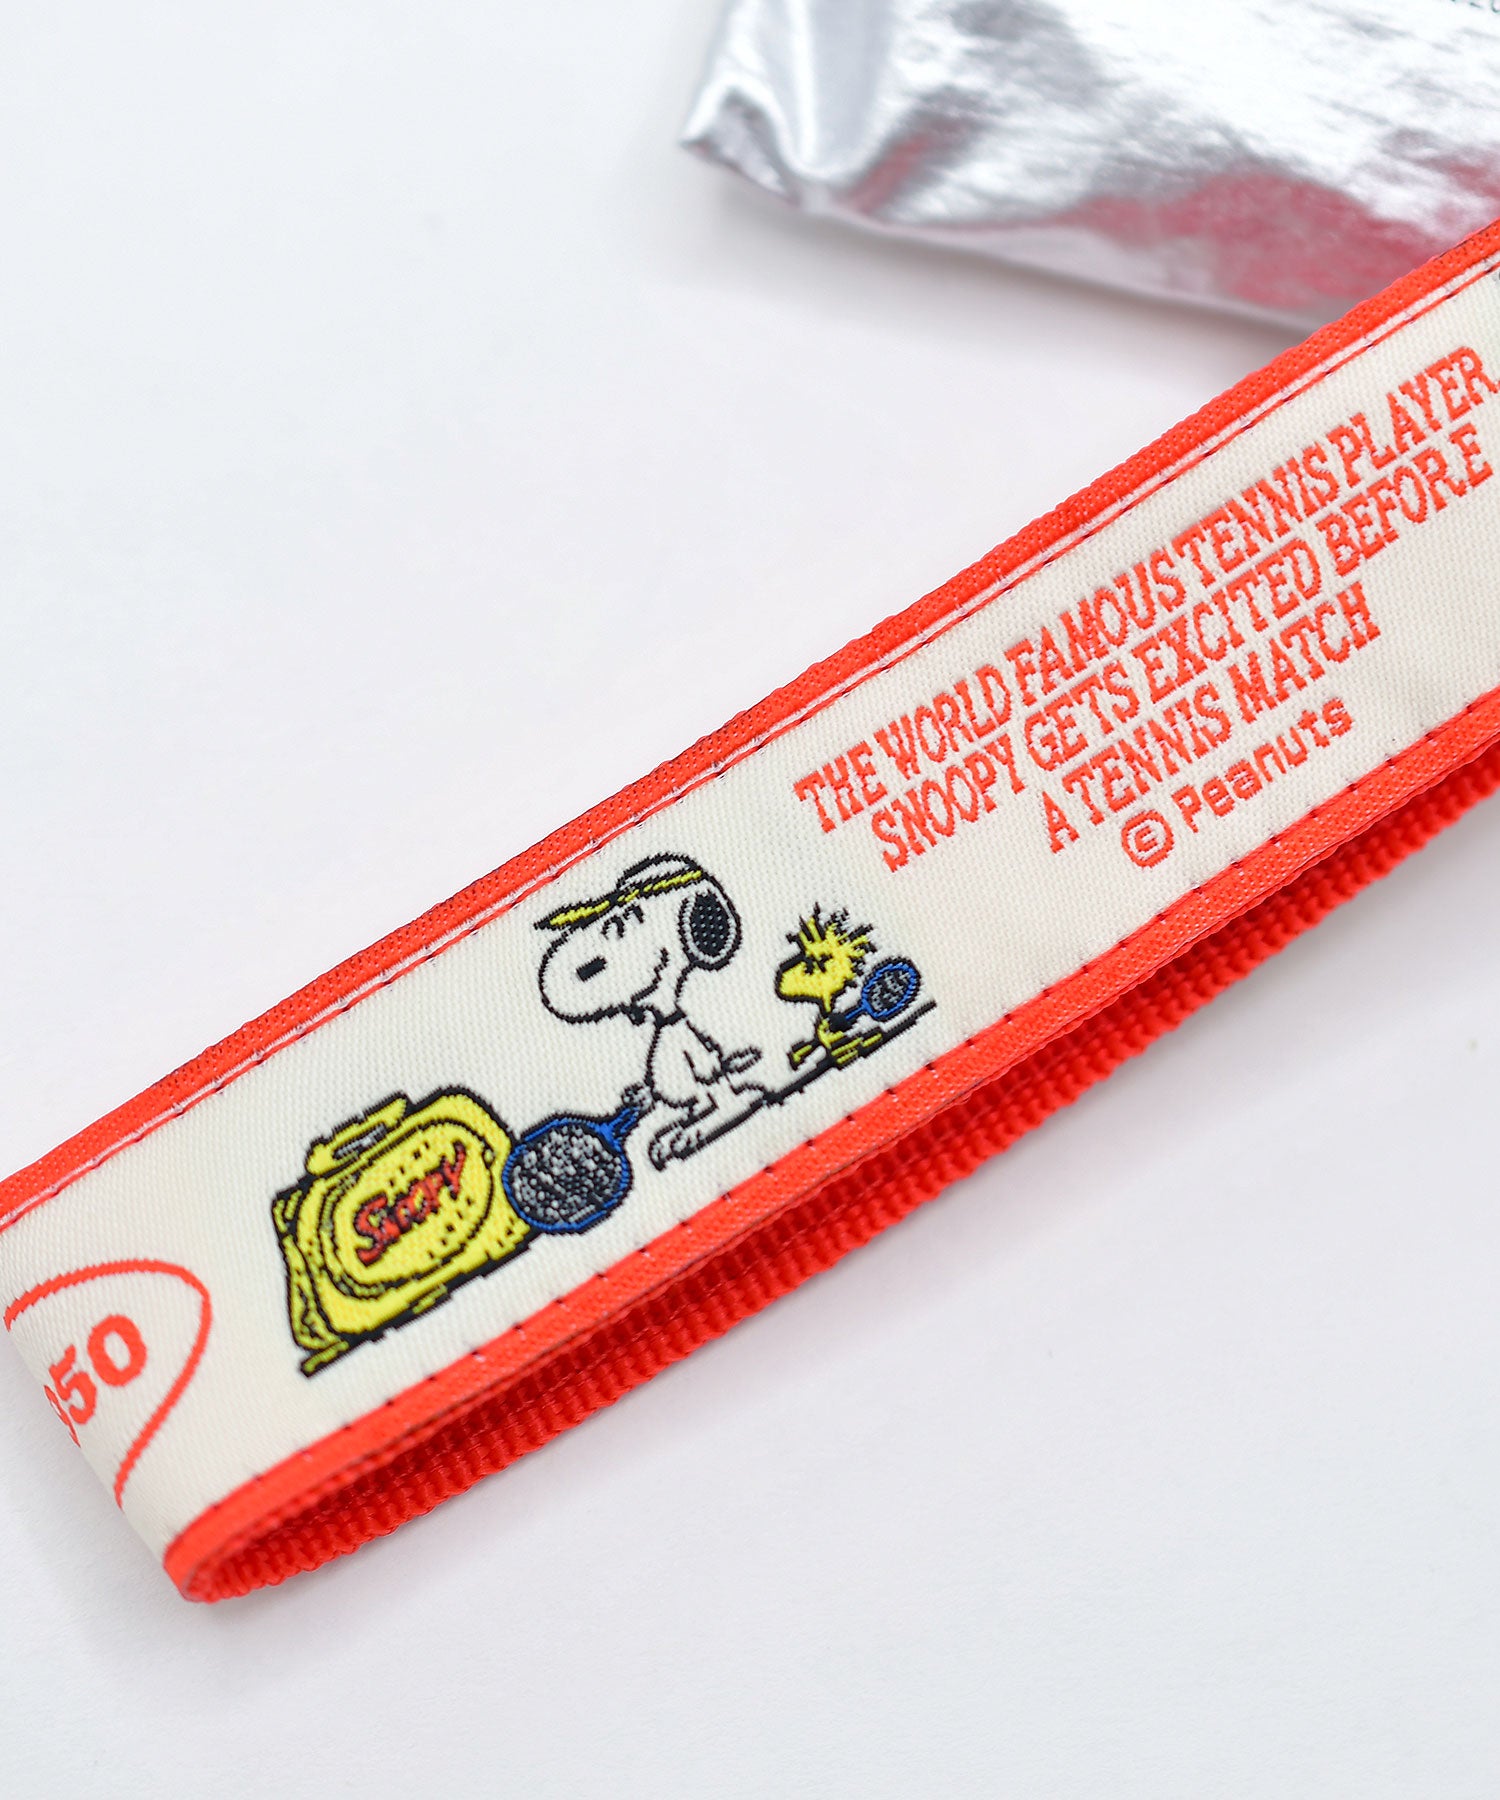 THE WORLD FAMOUS TENNIS PLAYER
SNOOPY GETS EXCITED BEFORE
A TENNIS MATCH
© Peanuts
Snoopy